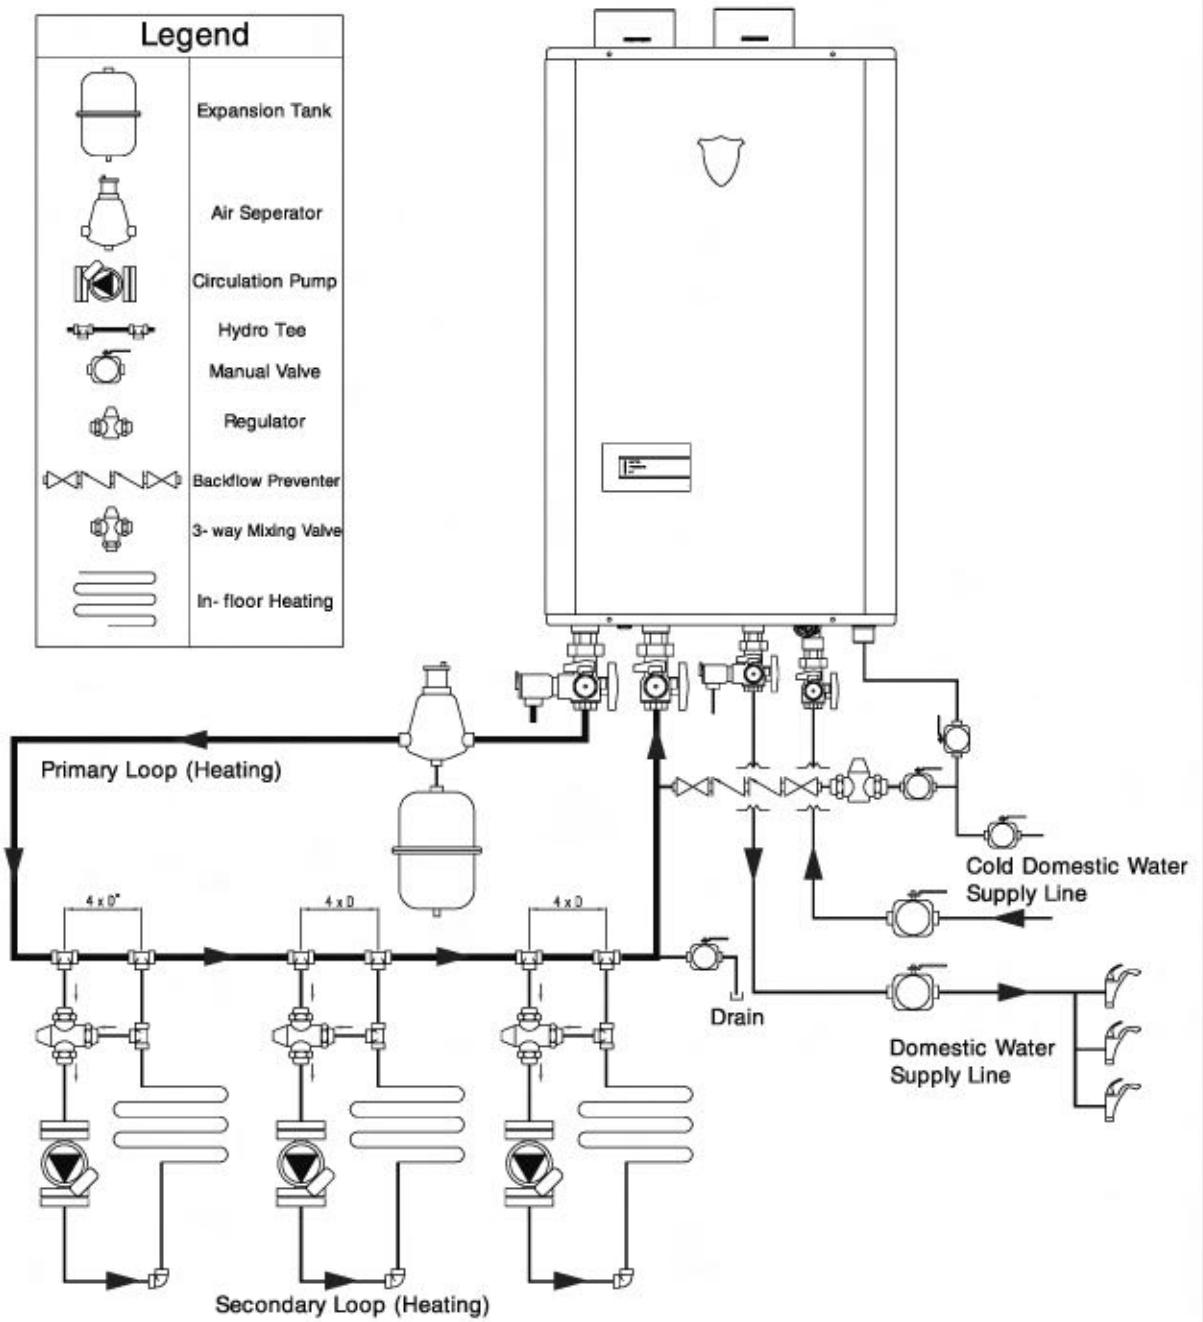 Legend
Expansion Tank
Air Seperator
Circulation Pump
Hydro Tee
Manual Valve
Regulator
Backflow Preventer
3- way Mixing Valve
In- floor Heating
Primary Loop (Heating)
4 x D"
4 x D
4 x D
Cold Domestic Water
Supply Line
Drain
Domestic Water
Supply Line
Secondary Loop (Heating)